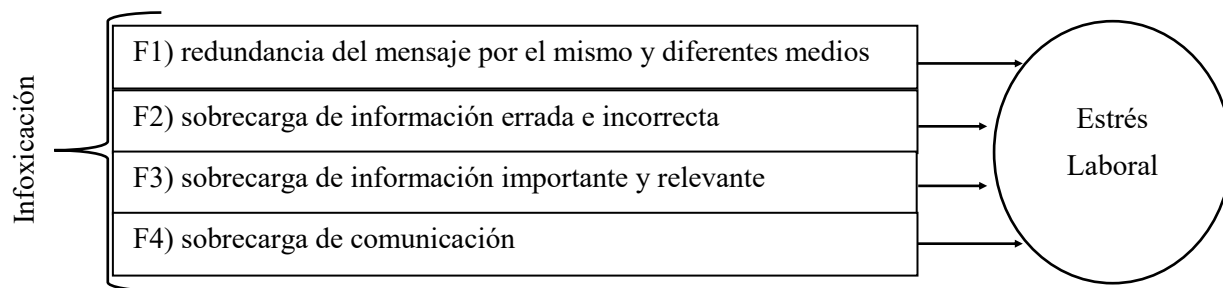 Infoxicación
F1) redundancia del mensaje por el mismo y diferentes medios
F2) sobrecarga de información errada e incorrecta
F3) sobrecarga de información importante y relevante
F4) sobrecarga de comunicación
Estrés
Laboral